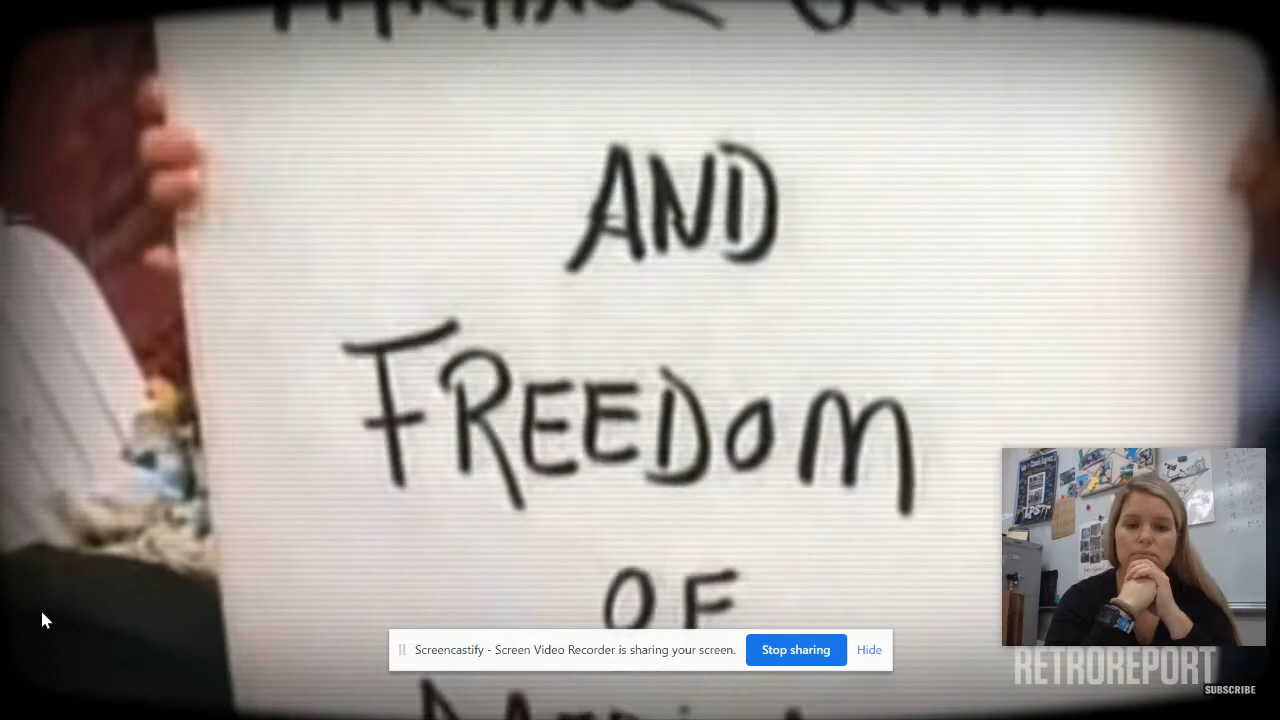 AND
FREEDOM
OF
Screencastify - Screen Video Recorder is sharing your screen.
Stop sharing
Hide
RETROREPORT
SUBSCRIBE